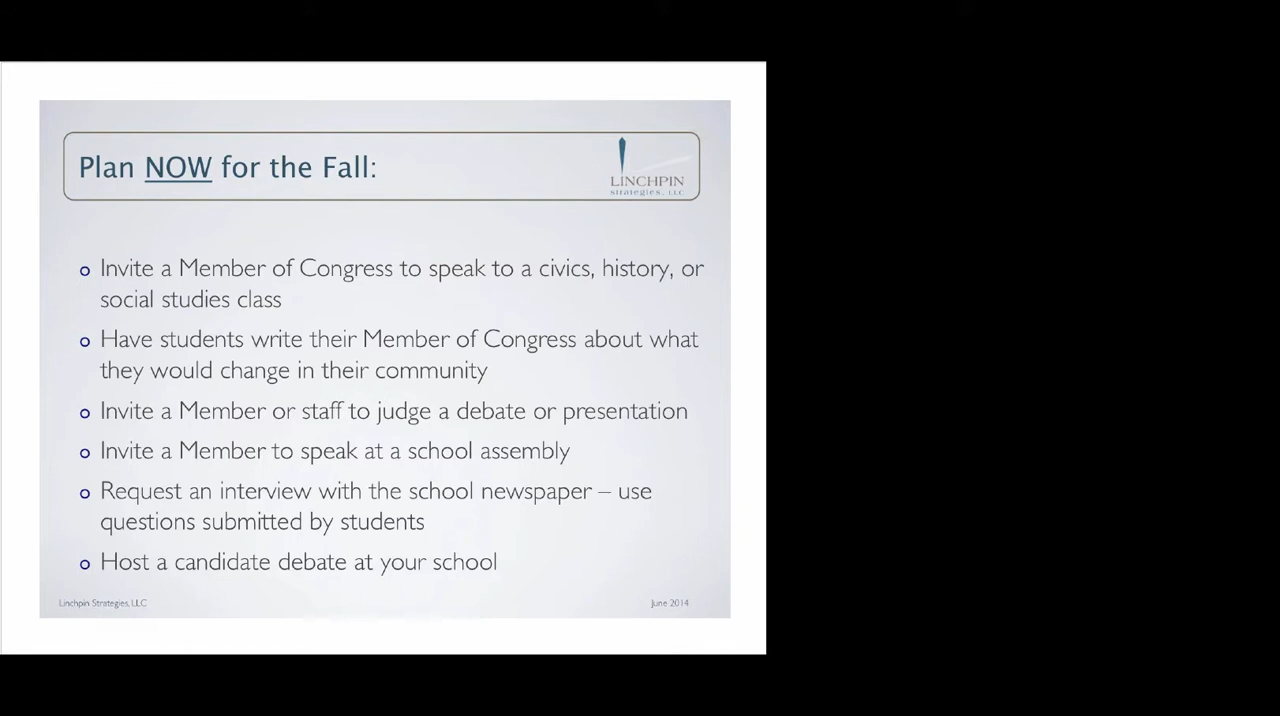 Plan NOW for the Fall:
LINCHPIN
strategies, LLC
Invite a Member of Congress to speak to a civics, history, or
social studies class
Have students write their Member of Congress about what
they would change in their community
Invite a Member or staff to judge a debate or presentation
Invite a Member to speak at a school assembly
Request an interview with the school newspaper – use
questions submitted by students
Host a candidate debate at your school
Linchpin Strategies, LLC
June 2014